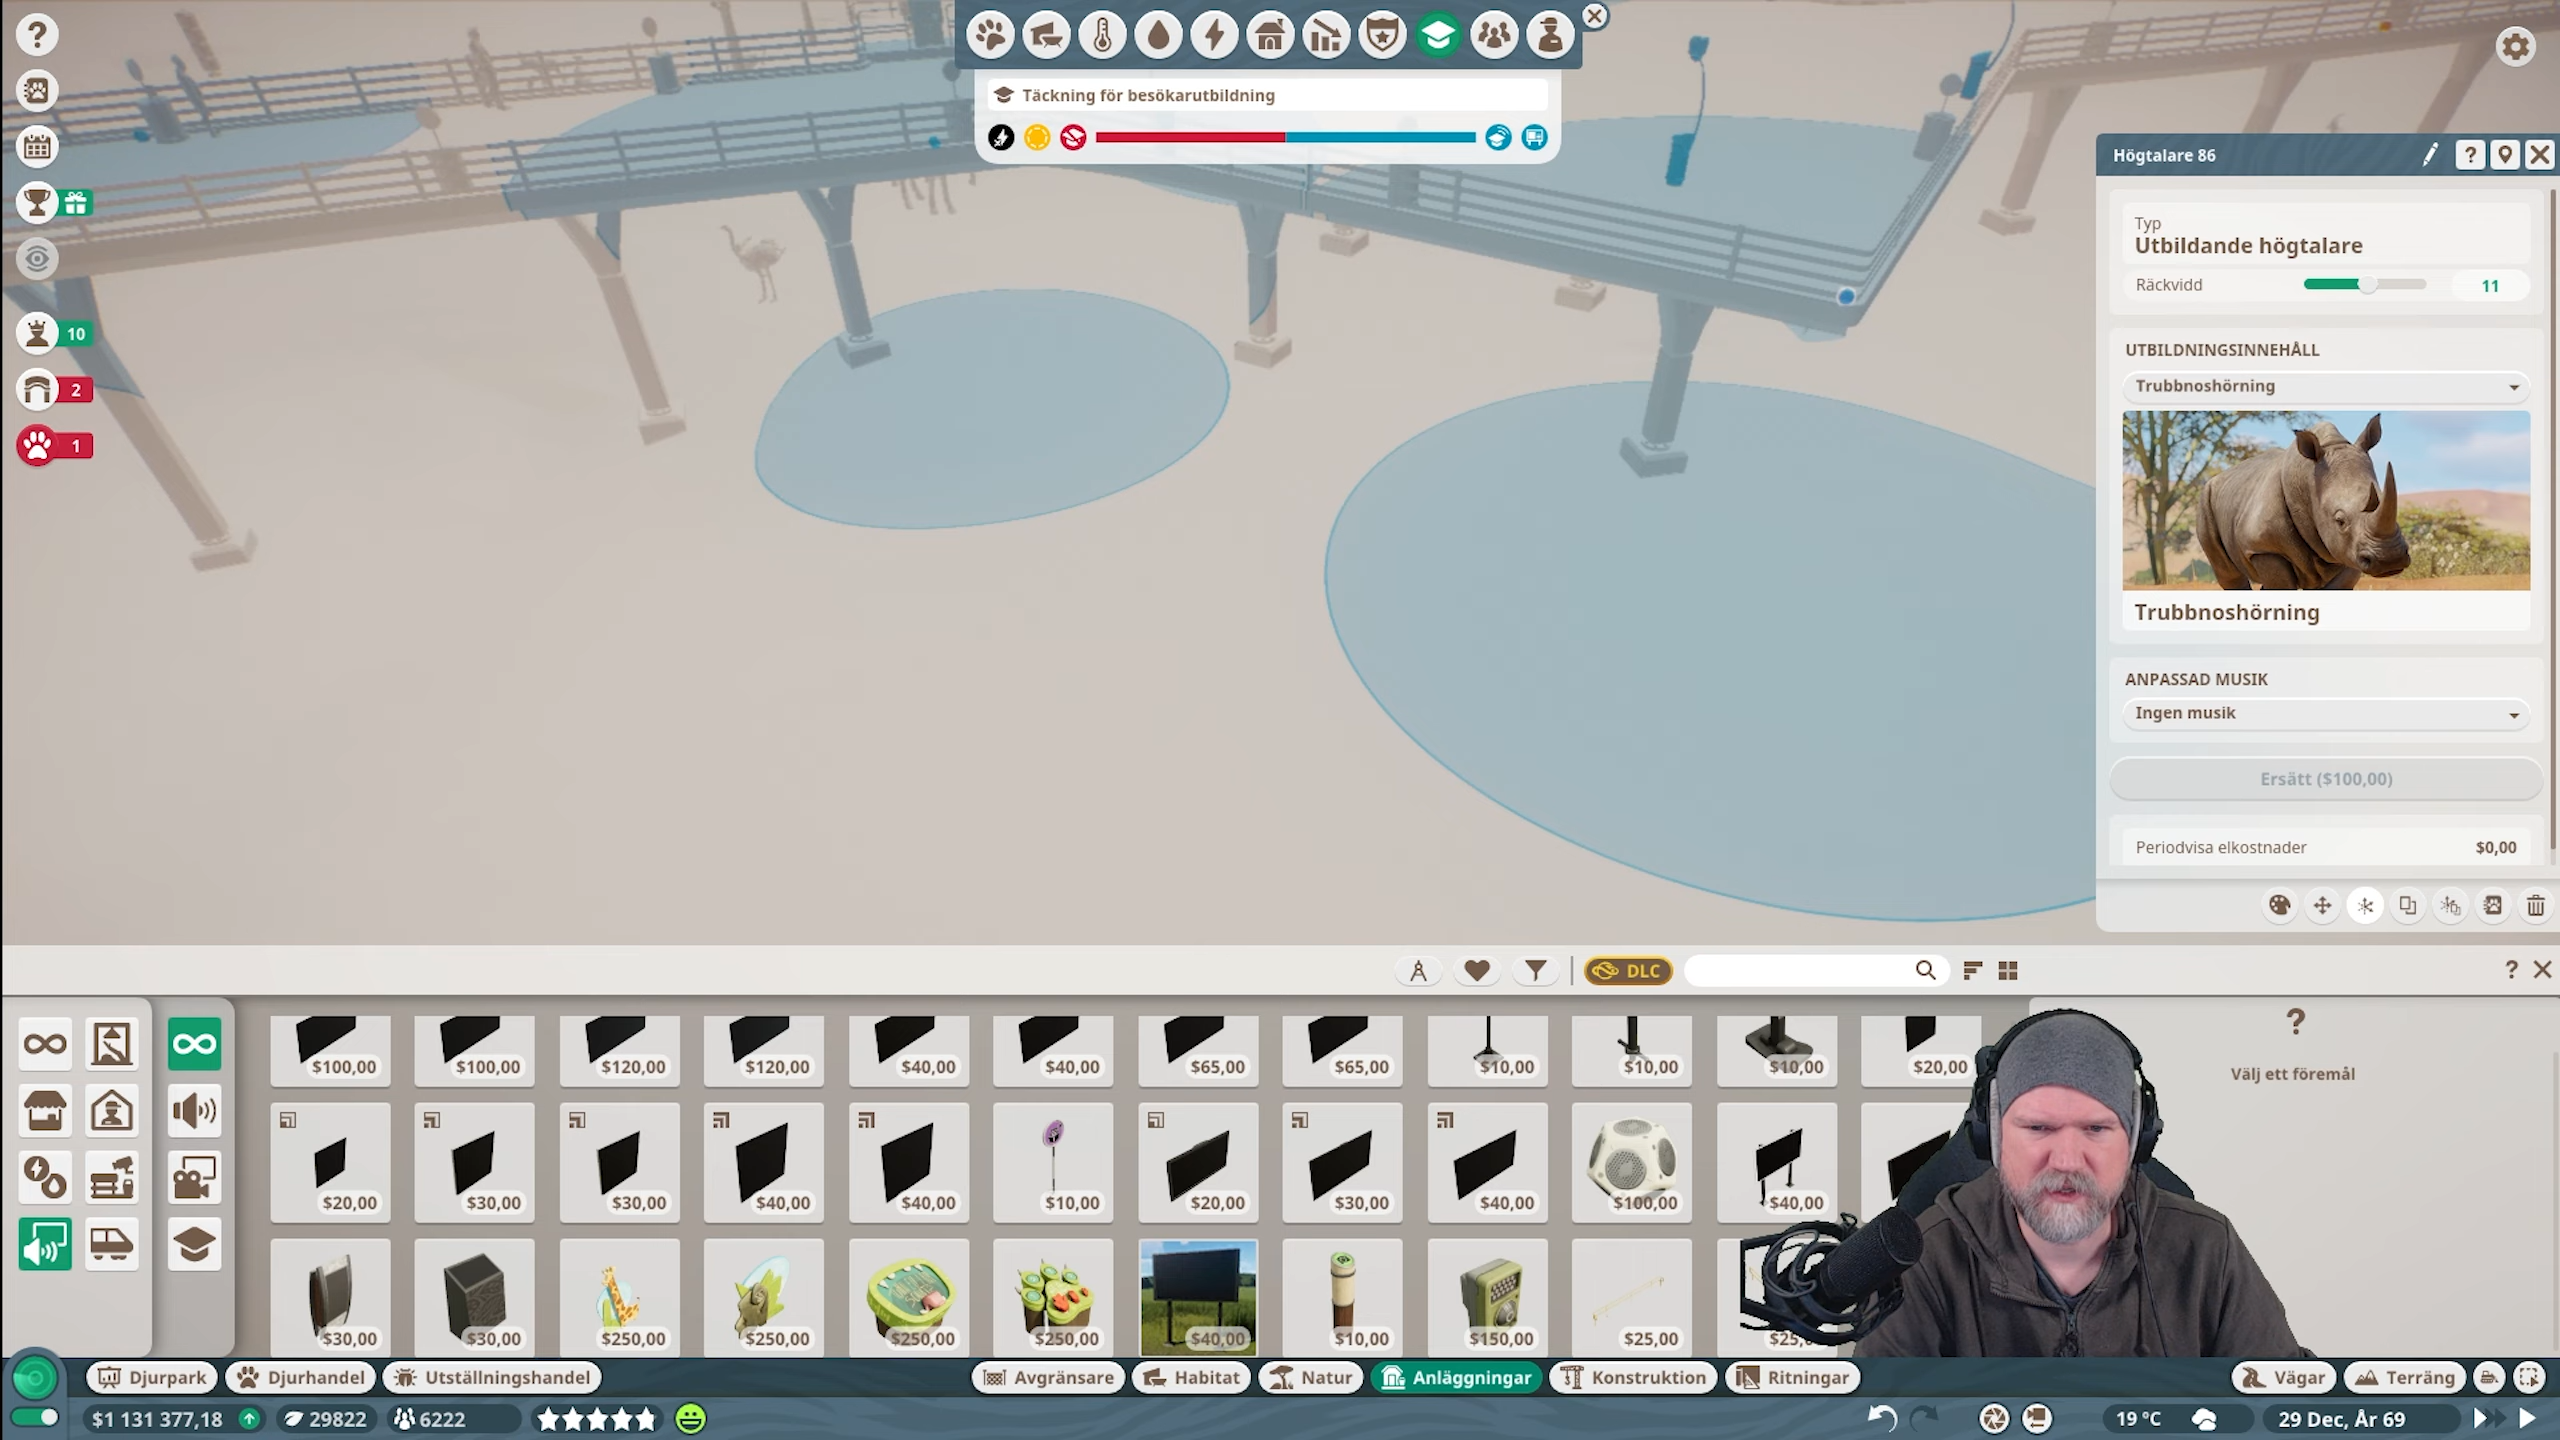 Täckning för besökarutbildning
10
2
1
Högtalare 86
Typ
Utbildande högtalare
Räckvidd 11
UTBILDNINGSINNEHÅLL
Trubbnoshörning
Trubbnoshörning
ANPASSAD MUSIK
Ingen musik
Ersätt ($100,00)
Periodvisa elkostnader $0,00
DLC
$100,00 $100,00 $120,00 $120,00 $40,00 $40,00 $65,00 $65,00 $10,00 $10,00 $10,00 $20,00
Välj ett föremål
$20,00 $30,00 $30,00 $40,00 $40,00 $10,00 $20,00 $30,00 $40,00 $100,00 $40,00
$30,00 $30,00 $250,00 $250,00 $250,00 $250,00 $40,00 $10,00 $150,00 $25,00
Djurpark Djurhandel Utställningshandel Avgränsare Habitat Natur Anläggningar Konstruktion Ritningar Vägar Terräng
$1 131 377,18 29822 6222 19 °C 29 Dec, År 69